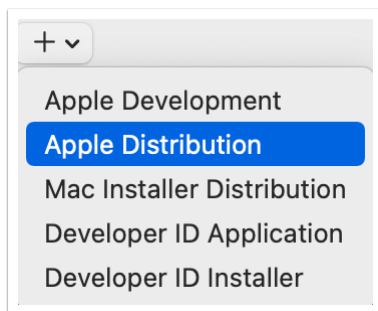 Apple Development
Apple Distribution
Mac Installer Distribution
Developer ID Application
Developer ID Installer